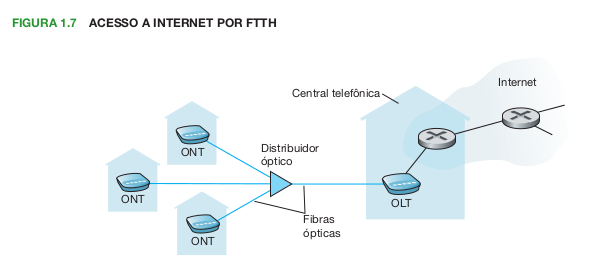 FIGURA 1.7 ACESSO A INTERNET POR FTTH
Internet
Central telefônica
Distribuidor
óptico
ONT
ONT
ONT
OLT
Fibras
ópticas